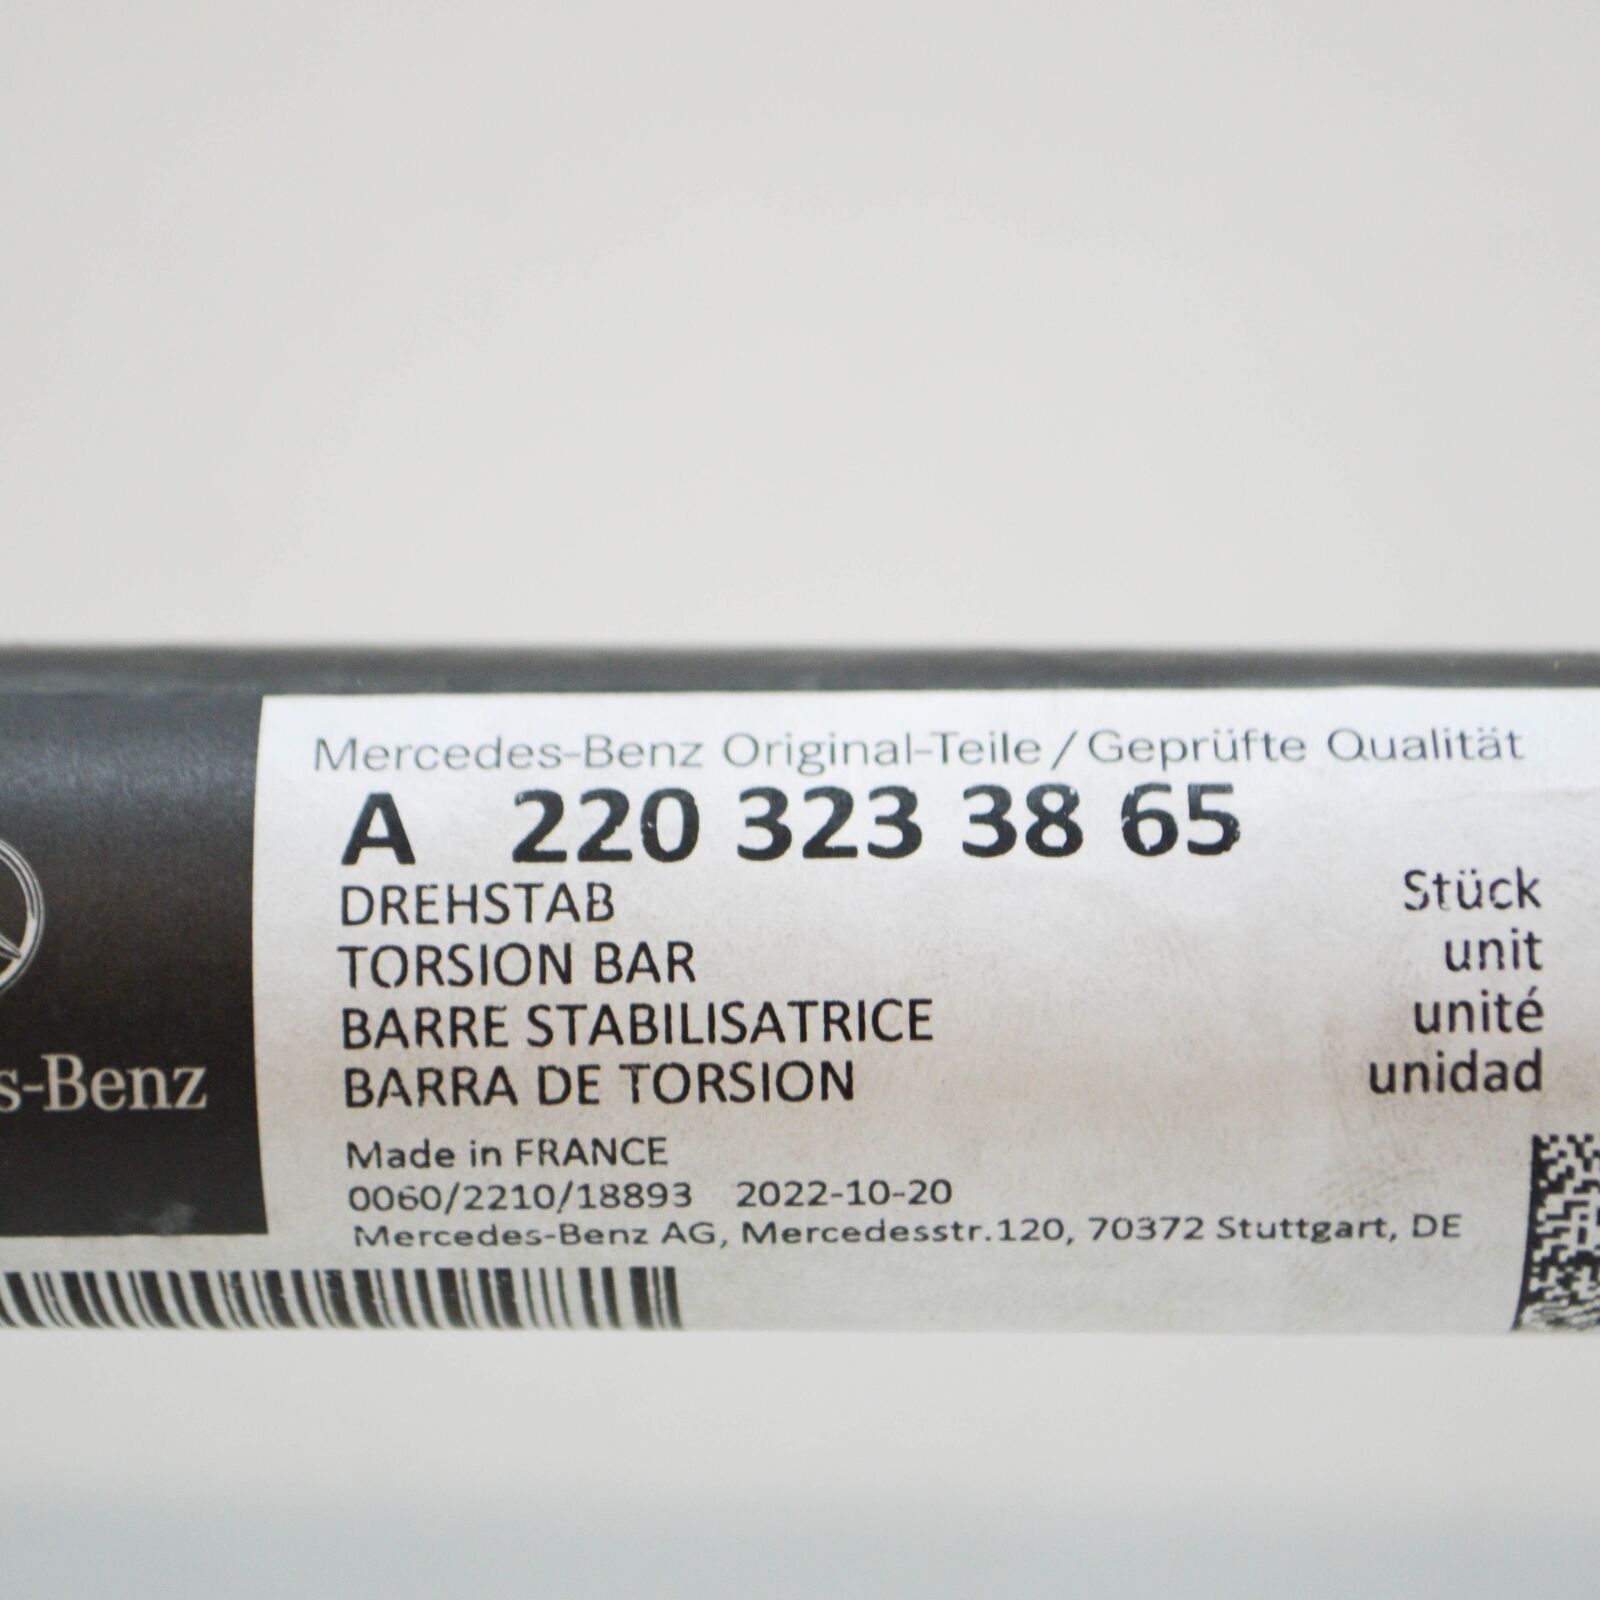 Mercedes-Benz Original-Teile / Geprüfte Qualität
A 220 323 38 65
DREHSTAB
TORSION BAR
BARRE STABILISATRICE
BARRA DE TORSION
Stück
unit
unité
unidad
s-Benz
Made in FRANCE
0060/2210/18893 2022-10-20
Mercedes-Benz AG, Mercedesstr.120, 70372 Stuttgart, DE